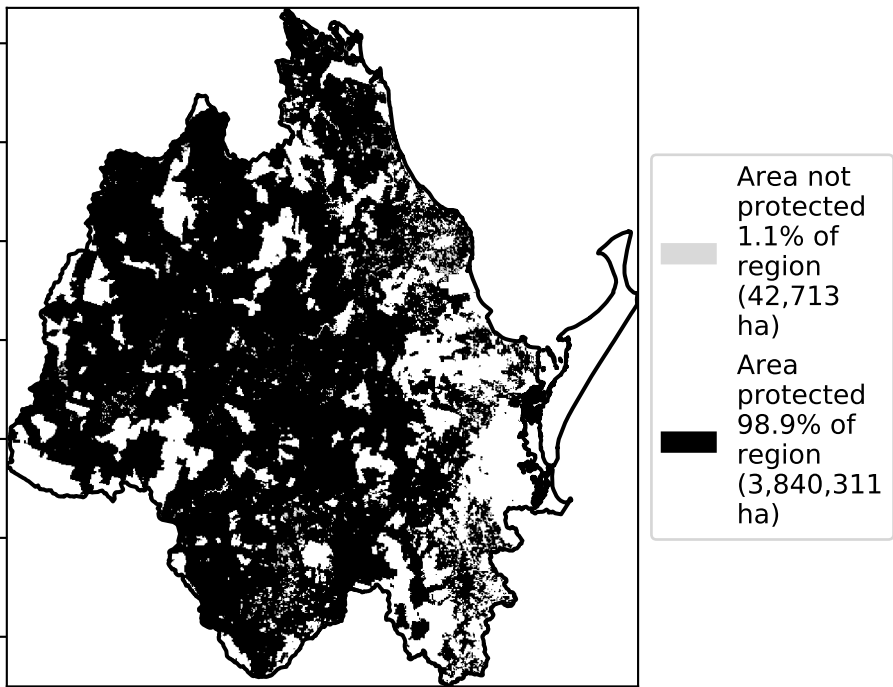 Area not
protected
1.1% of
region
(42,713
ha)
Area
protected
98.9% of
region
(3,840,311
ha)